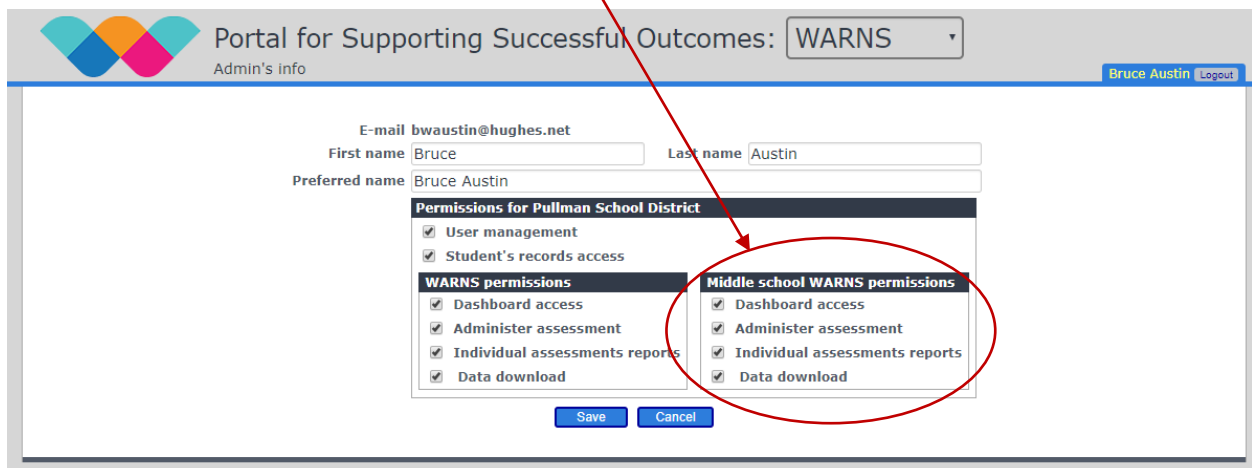 Portal for Supporting Successful Outcomes: WARNS
Admin's info
Bruce Austin Logout
E-mail bwaustin@hughes.net
First name Bruce Last name Austin
Preferred name Bruce Austin
Permissions for Pullman School District
User management
Student's records access
WARNS permissions
Dashboard access
Administer assessment
Individual assessments reports
Data download
Middle school WARNS permissions
Dashboard access
Administer assessment
Individual assessments reports
Data download
Save Cancel